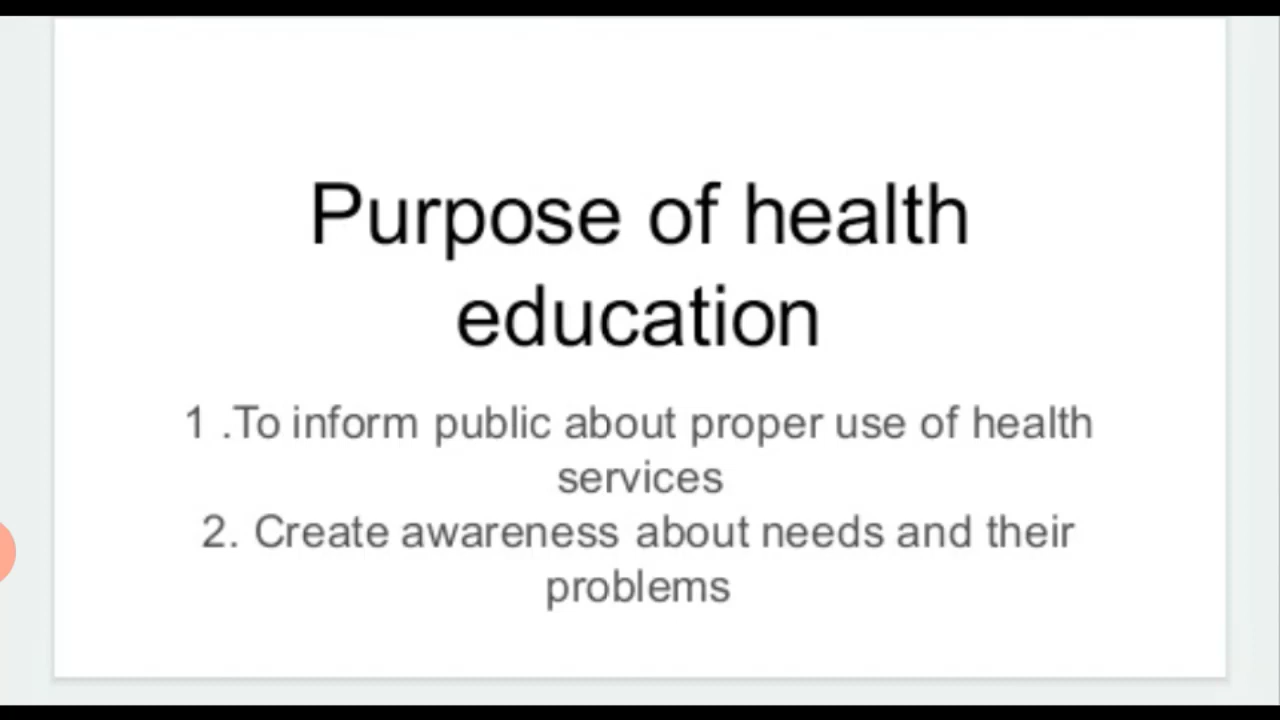 Purpose of health
education
1 .To inform public about proper use of health
services
2. Create awareness about needs and their
problems